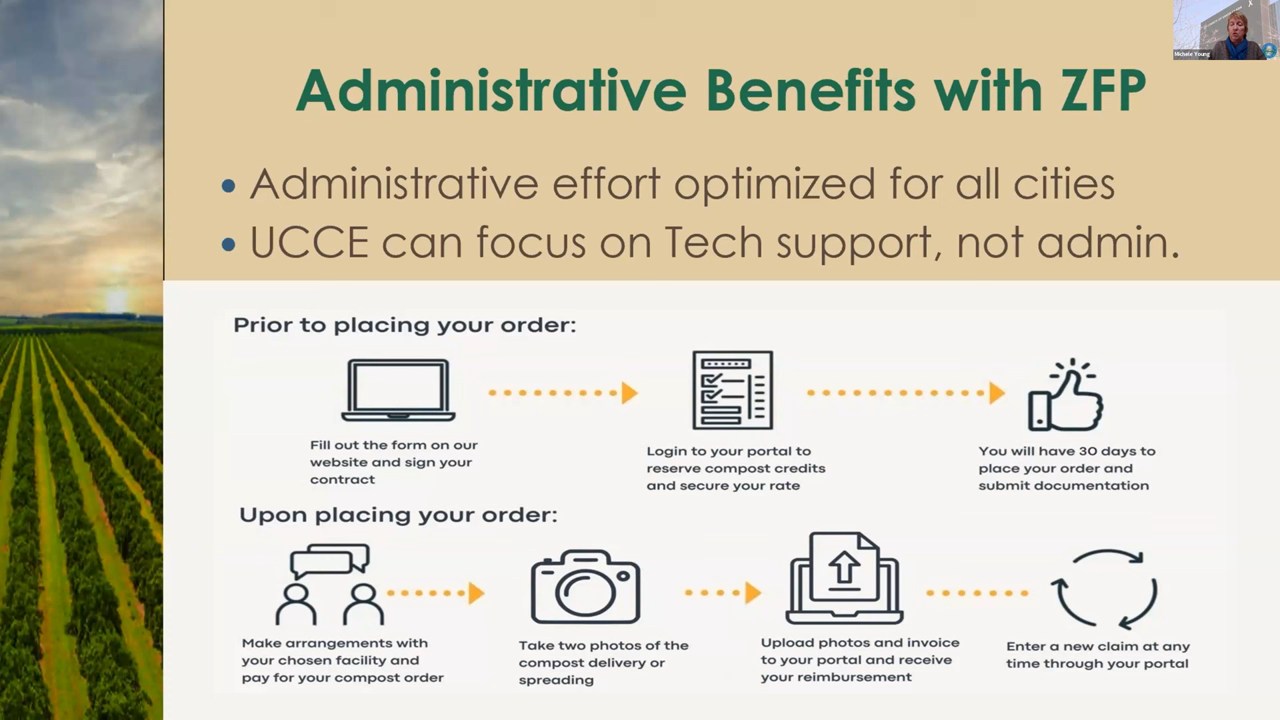 Administrative Benefits with ZFP
• Administrative effort optimized for all cities
• UCCE can focus on Tech support, not admin.
Prior to placing your order:
Fill out the form on our
website and sign your
contract
Login to your portal to
reserve compost credits
and secure your rate
You will have 30 days to
place your order and
submit documentation
Upon placing your order:
Make arrangements with
your chosen facility and
pay for your compost order
Take two photos of the
compost delivery or
spreading
Upload photos and invoice
to your portal and receive
your reimbursement
Enter a new claim at any
time through your portal
Michele Young